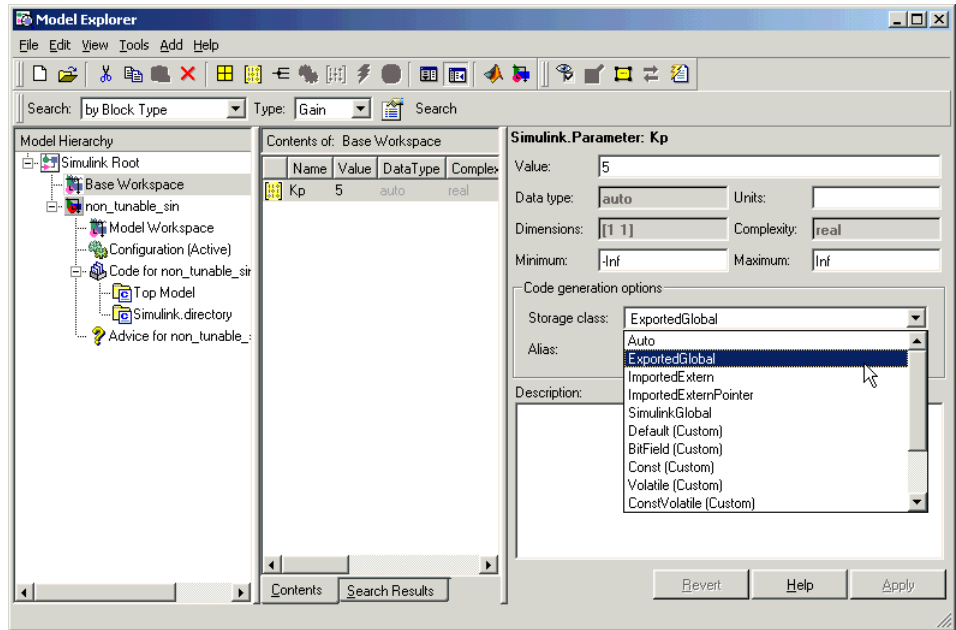 Model Explorer
File Edit View Tools Add Help
Search: by Block Type Type: Gain Search
Model Hierarchy
Simulink Root
Base Workspace
non_tunable_sin
Model Workspace
Configuration (Active)
Code for non_tunable_sin
Top Model
Simulink.directory
Advice for non_tunable_
Contents of: Base Workspace
Name Value DataType Complex
Kp 5 auto real
Contents Search Results
Simulink.Parameter: Kp
Value: 5
Data type: auto Units:
Dimensions: [1 1] Complexity: real
Minimum: -Inf Maximum: Inf
Code generation options
Storage class: ExportedGlobal
Alias:
Auto
ExportedGlobal
ImportedExtern
ImportedExternPointer
SimulinkGlobal
Default (Custom)
BitField (Custom)
Const (Custom)
Volatile (Custom)
ConstVolatile (Custom)
Description:
Revert Help Apply